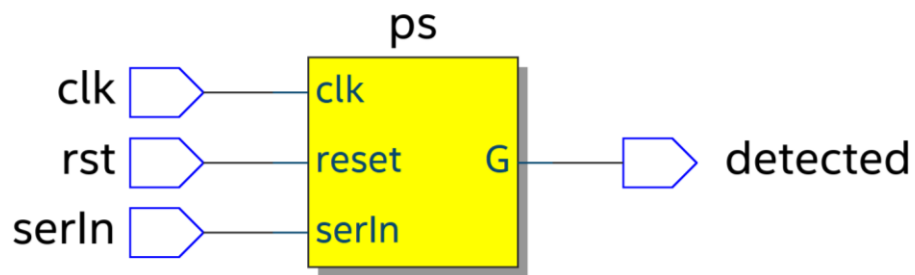 ps
clk clk
rst reset G detected
serIn serIn